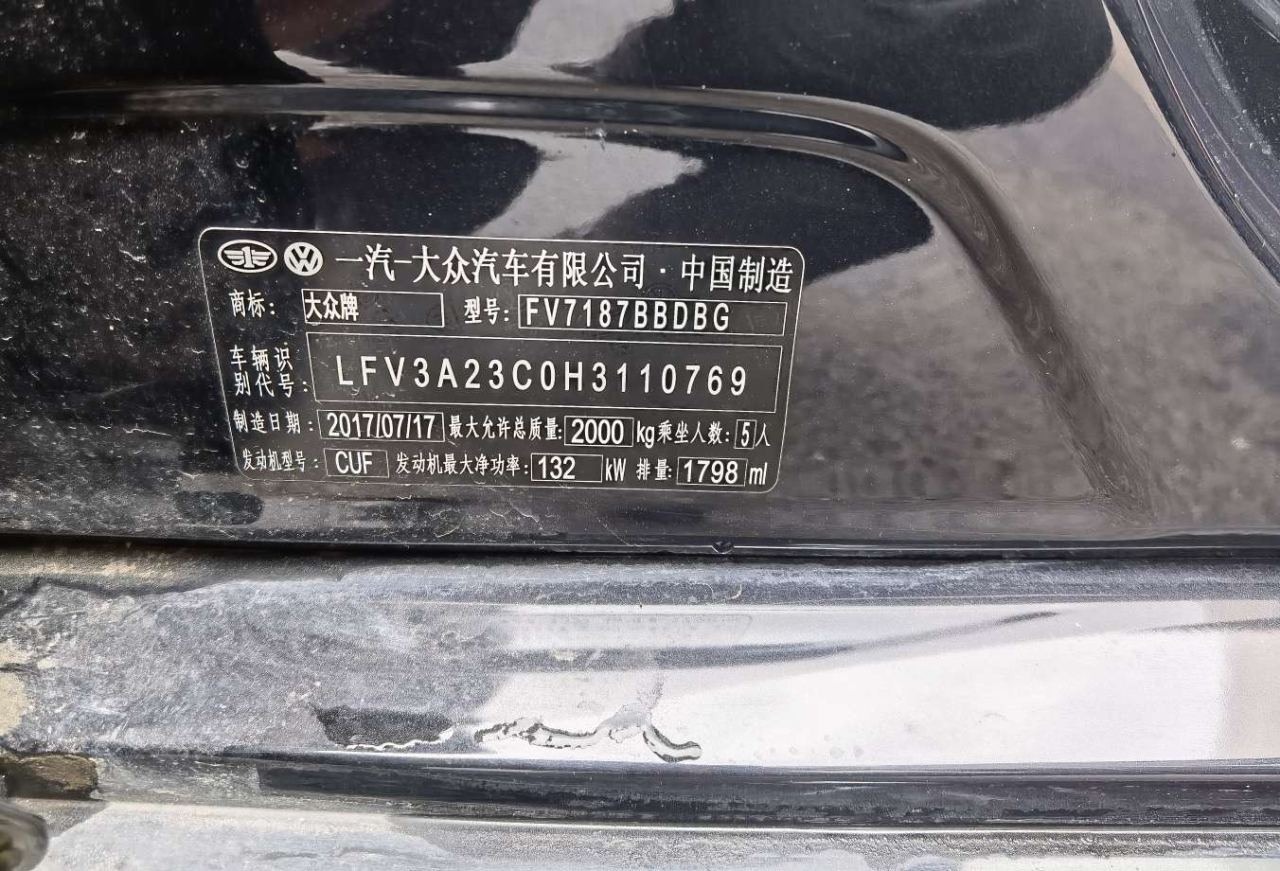 一汽-大众汽车有限公司·中国制造
商标: 大众牌 型号: FV7187BBDBG
车辆识别代号: LFV3A23C0H3110769
制造日期: 2017/07/17 最大允许总质量: 2000 kg 乘坐人数: 5 人
发动机型号: CUF 发动机最大净功率: 132 kW 排量: 1798 ml